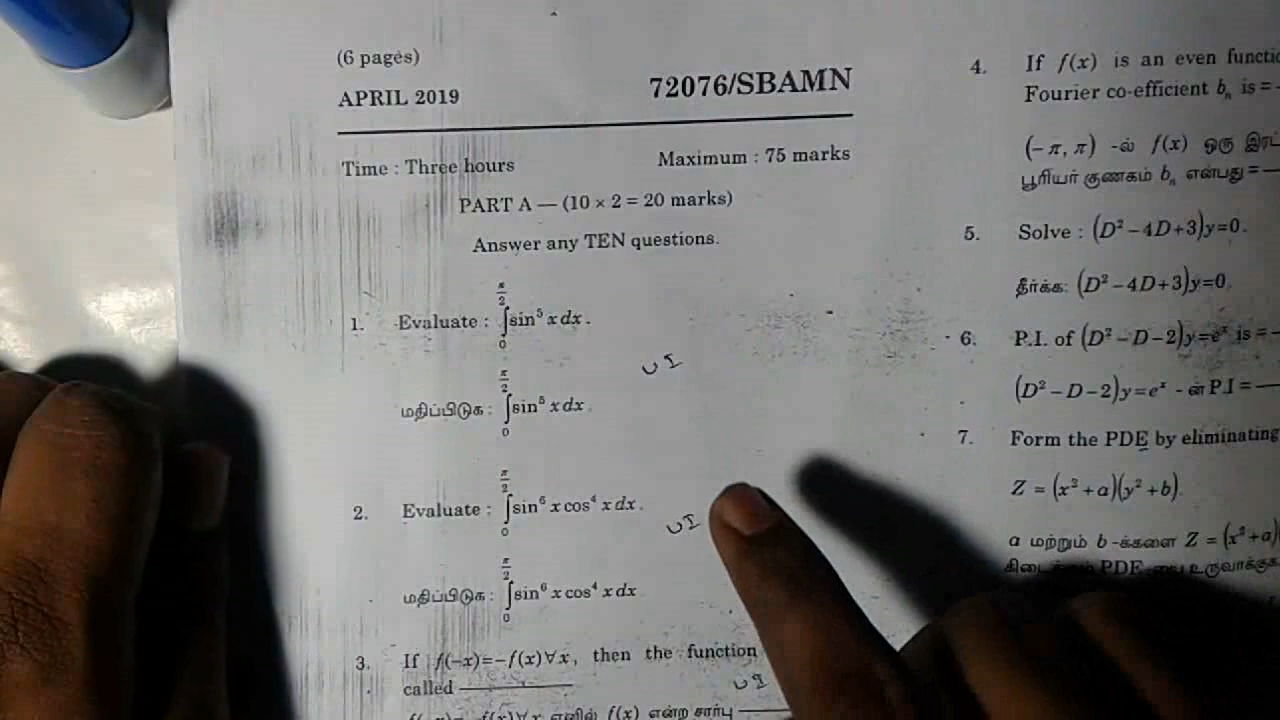 (6 pages)
APRIL 2019
72076/SBAMN
Time : Three hours
Maximum : 75 marks
PART A — (10 × 2 = 20 marks)
Answer any TEN questions.
1. Evaluate : ∫₀^{π/2} sin⁵ x dx.
மதிப்பிடுக : ∫₀^{π/2} sin⁵ x dx.
U I
2. Evaluate : ∫₀^{π/2} sin⁶ x cos⁴ x dx.
U I
மதிப்பிடுக : ∫₀^{π/2} sin⁶ x cos⁴ x dx
3. If f(-x)=-f(x)∀x, then the function
called ————
எனில் f(x) என்ற சார்பு
4. If f(x) is an even
Fourier co-efficient bₙ is =
(-π, π) -ல் f(x) ஒரு
பூரியர் குணகம் bₙ என்பது =
5. Solve : (D² - 4D + 3)y=0.
தீர்க்க: (D² - 4D + 3)y=0.
6. P.I. of (D² - D - 2)y=eˣ is =
(D² - D - 2)y=eˣ - ன் P.I =
7. Form the PDE by eliminating
Z = (x² + a)(y² + b).
a மற்றும் b -க்களை Z = (x² + a)
PDE